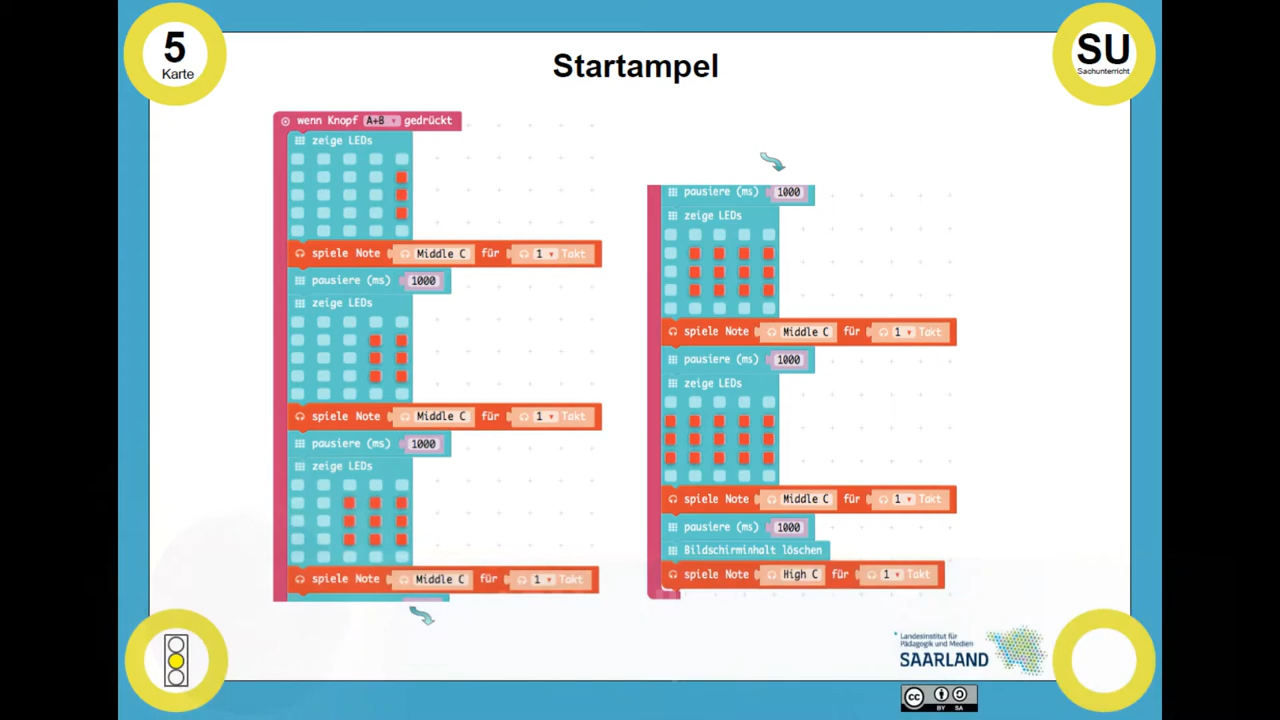 5
Karte
Startampel
SU
Sachunterricht
wenn Knopf A+B gedrückt
zeige LEDs
spiele Note Middle C für 1 Takt
pausiere (ms) 1000
zeige LEDs
spiele Note Middle C für 1 Takt
pausiere (ms) 1000
zeige LEDs
spiele Note Middle C für 1 Takt
pausiere (ms) 1000
zeige LEDs
spiele Note Middle C für 1 Takt
pausiere (ms) 1000
zeige LEDs
spiele Note Middle C für 1 Takt
pausiere (ms) 1000
Bildschirminhalt löschen
spiele Note High C für 1 Takt
Landesinstitut für
Pädagogik und Medien
SAARLAND
cc
BY SA